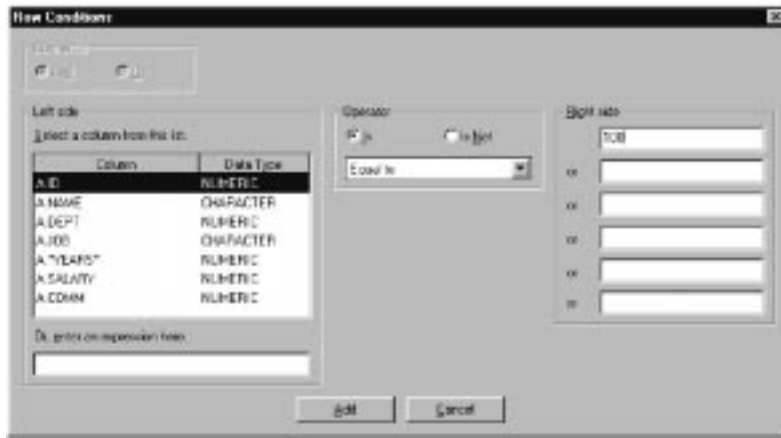 Row Conditions
Left side
Select a column from this list.
Column Data Type
A.ID NUMERIC
A.NAME CHARACTER
A.DEPT NUMERIC
A.JOB CHARACTER
A."YEARS" NUMERIC
A.SALARY NUMERIC
A.COMM NUMERIC
Or, enter an expression here.
Operator
Is Is Not
Equal to
Right side
100
or
or
or
or
or
Add Cancel